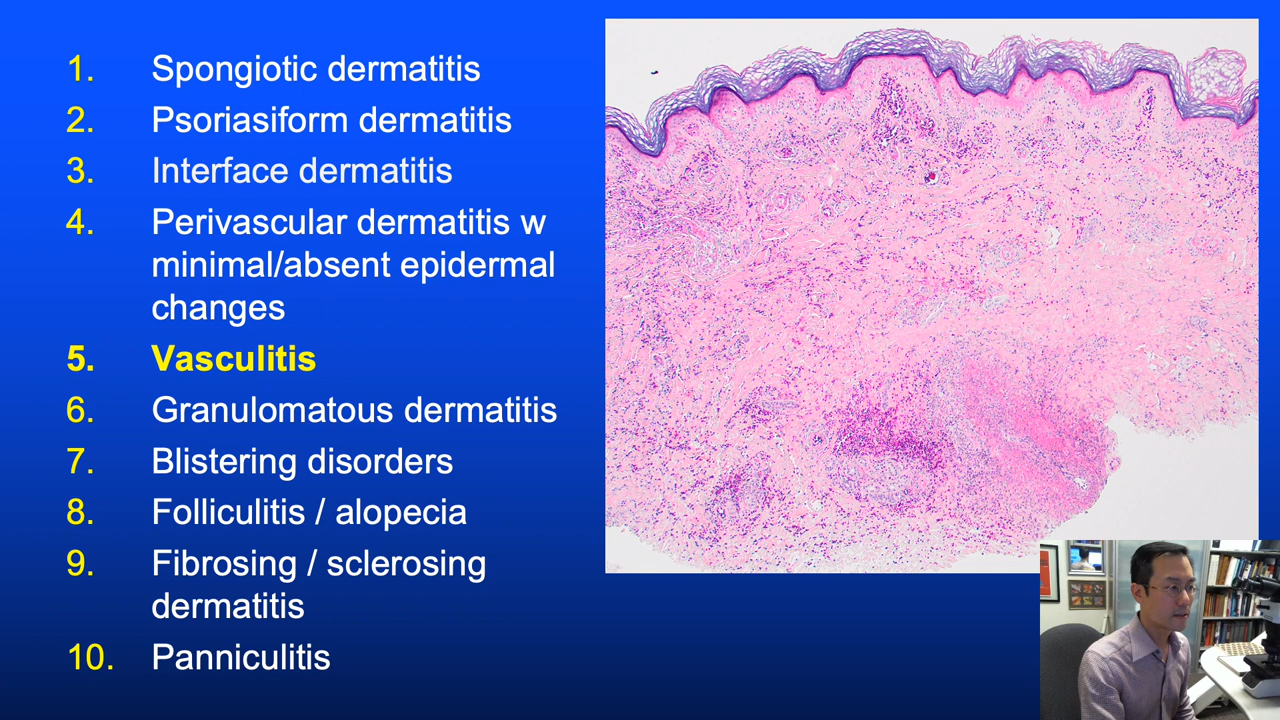 1. Spongiotic dermatitis
2. Psoriasiform dermatitis
3. Interface dermatitis
4. Perivascular dermatitis w
minimal/absent epidermal
changes
5. Vasculitis
6. Granulomatous dermatitis
7. Blistering disorders
8. Folliculitis / alopecia
9. Fibrosing / sclerosing
dermatitis
10. Panniculitis